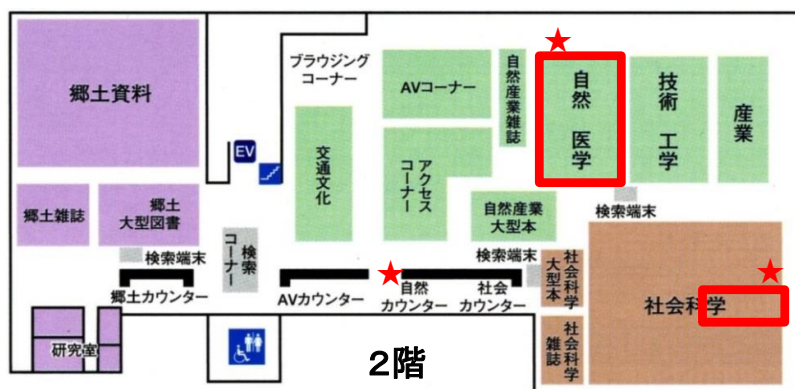 郷土資料
ブラウジング
コーナー
EV
交通文化
AVコーナー
アクセス
コーナー
自然産業雑誌
自然 医学
技術 工学
産業
郷土雑誌
郷土
大型図書
検索端末
検索
コーナー
自然産業
大型本
検索端末
検索端末
郷土カウンター
AVカウンター
自然
カウンター
社会
カウンター
社会科学
大型本
社会科学
社会科学
雑誌
研究室
2階